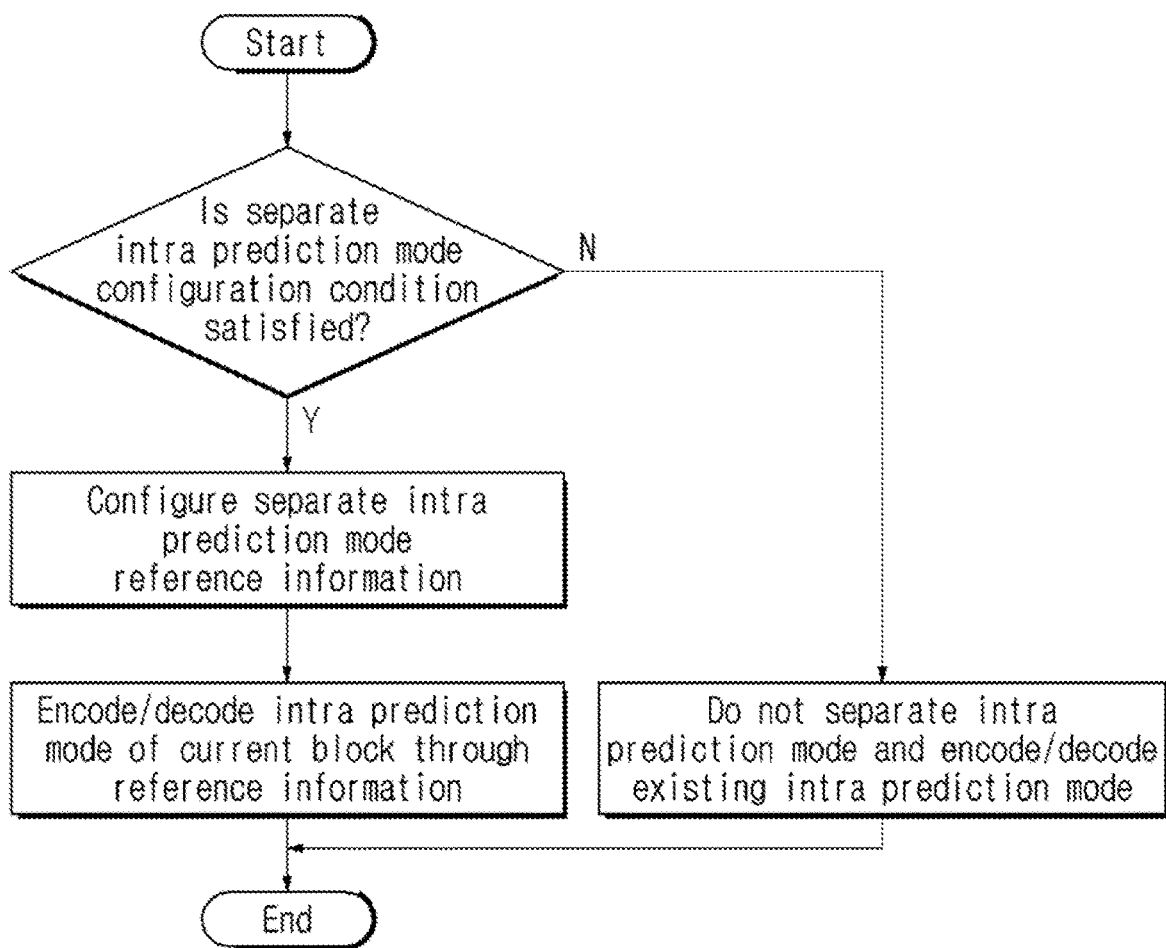 Start
Is separate
intra prediction mode
configuration condition
satisfied?
N
Y
Configure separate intra
prediction mode
reference information
Encode/decode intra prediction
mode of current block through
reference information
Do not separate intra
prediction mode and encode/decode
existing intra prediction mode
End